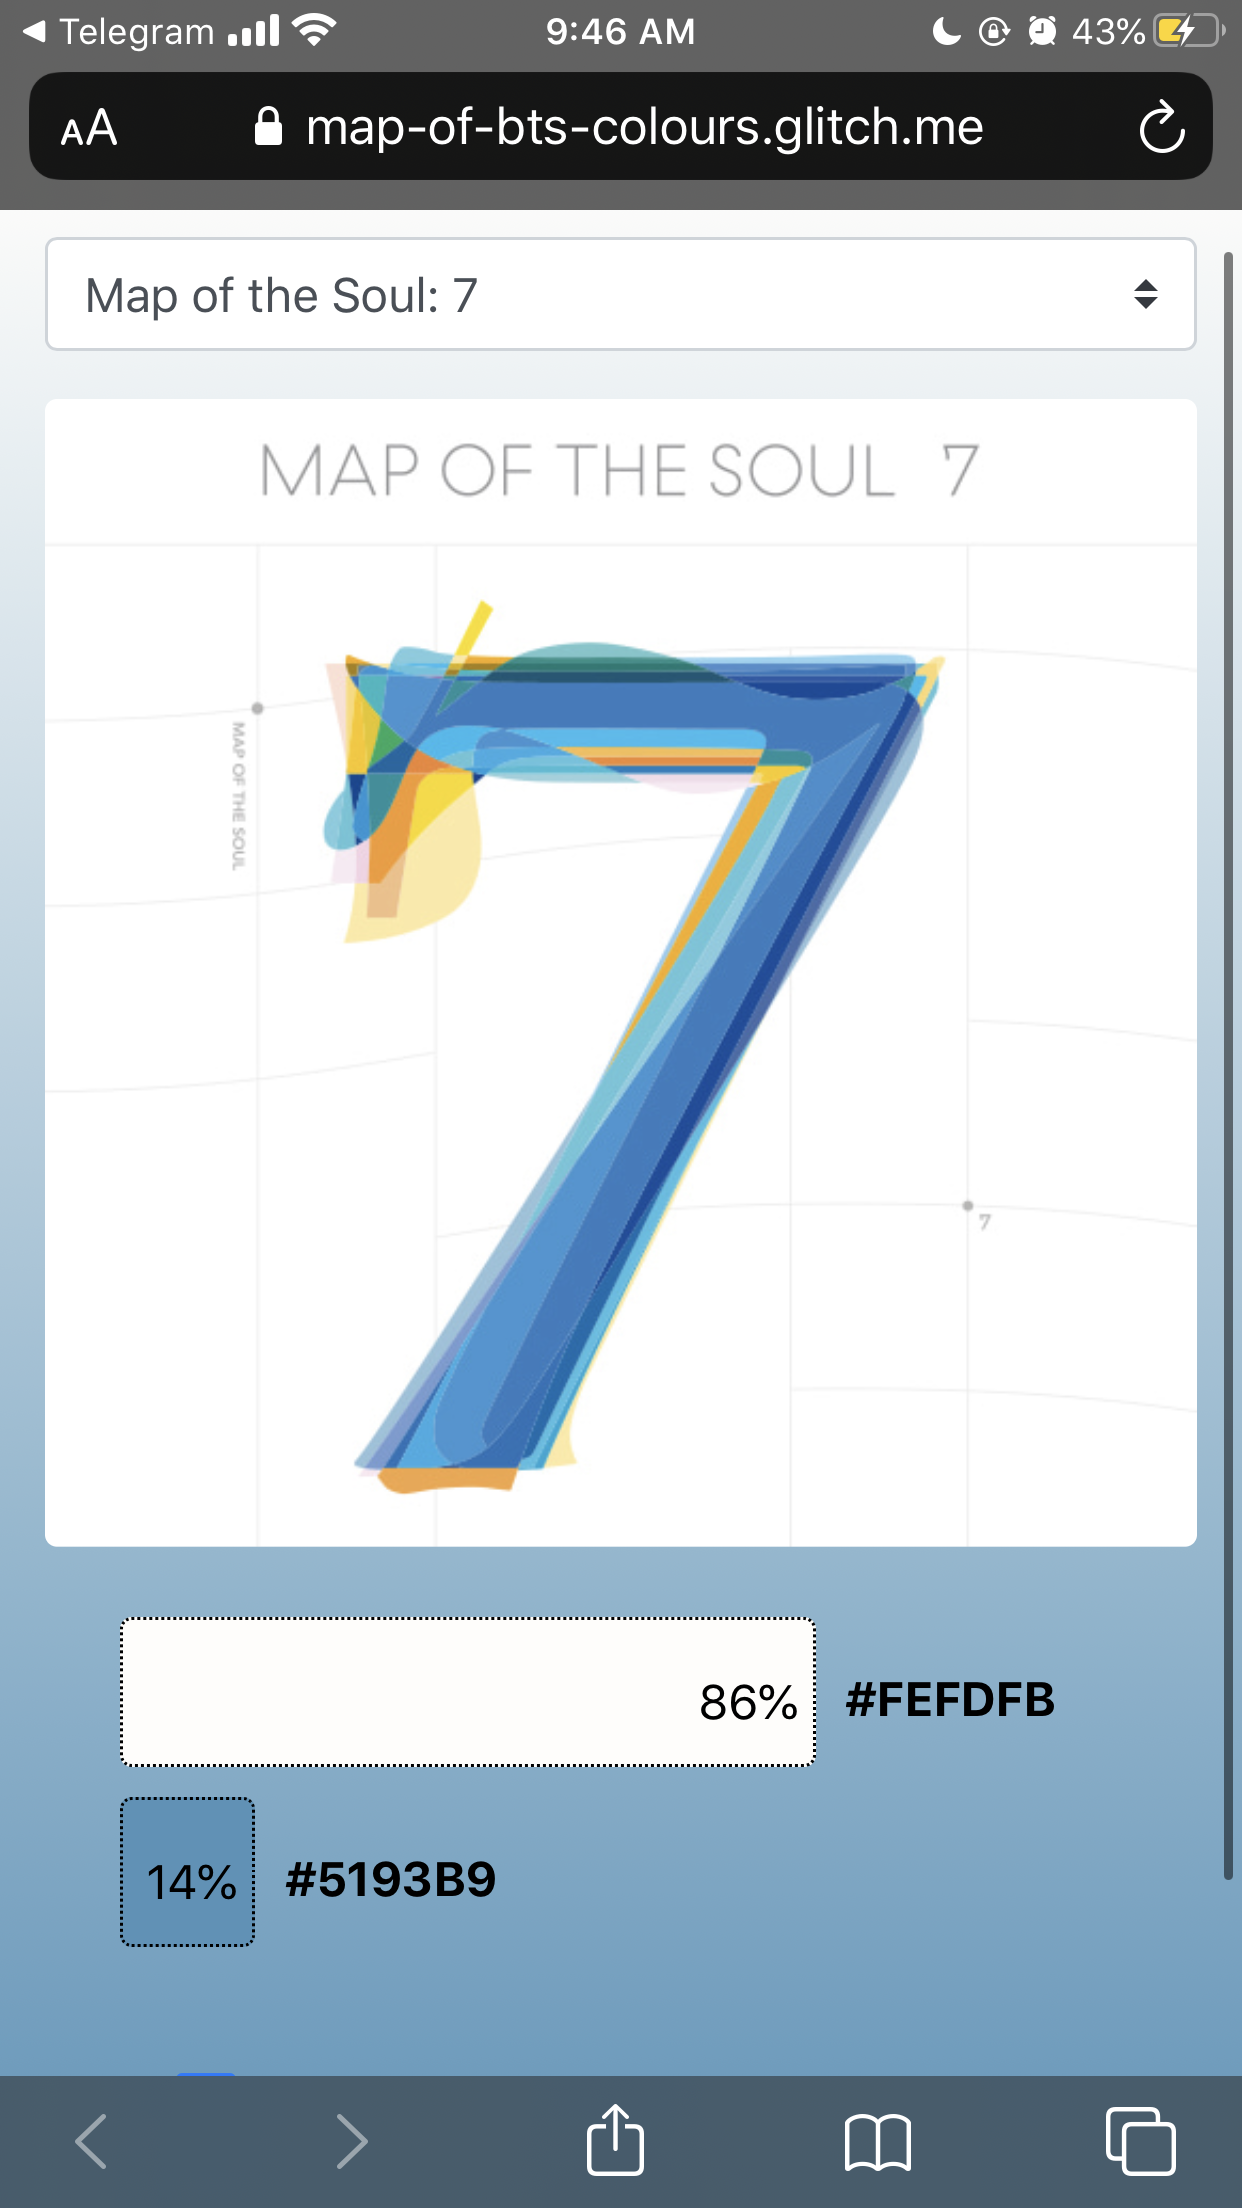 Telegram 9:46 AM 43%
AA map-of-bts-colours.glitch.me
Map of the Soul: 7
MAP OF THE SOUL 7
MAP OF THE SOUL
7
86% #FEFDFB
14% #5193B9